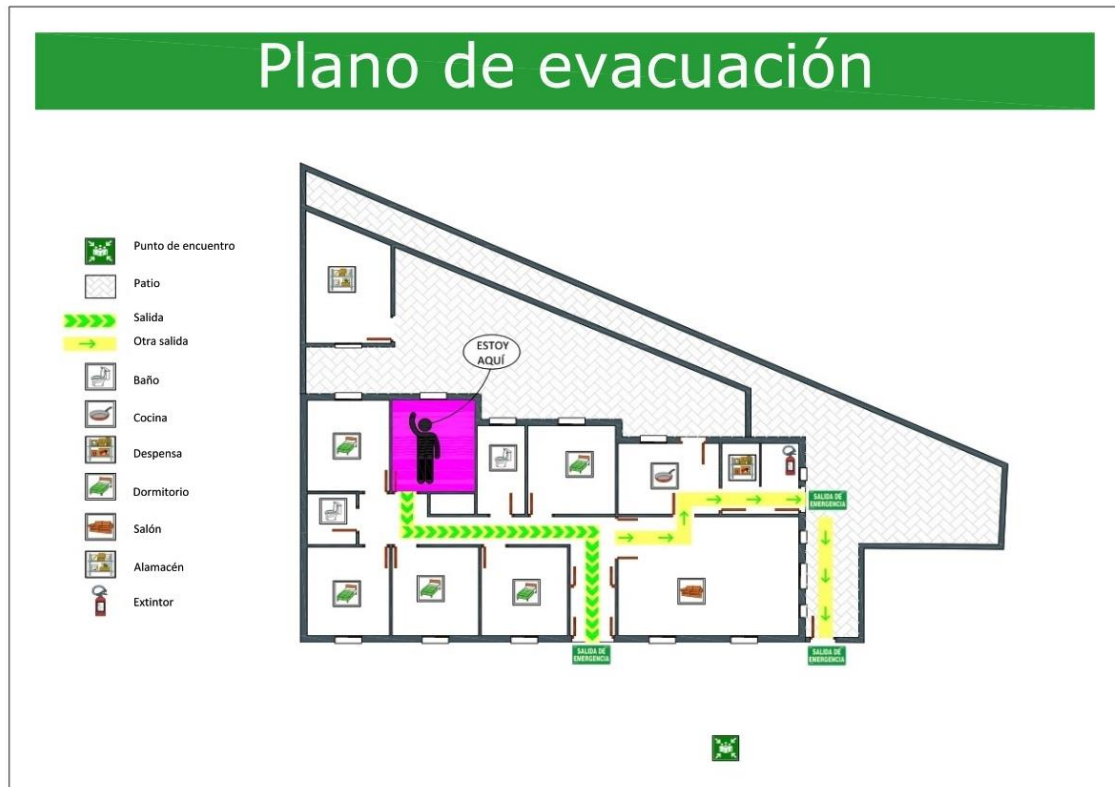 Plano de evacuación
Punto de encuentro
Patio
Salida
Otra salida
Baño
Cocina
Despensa
Dormitorio
Salón
Alamacén
Extintor
ESTOY
AQUÍ
SALIDA DE
EMERGENCIA
SALIDA DE
EMERGENCIA
SALIDA DE
EMERGENCIA